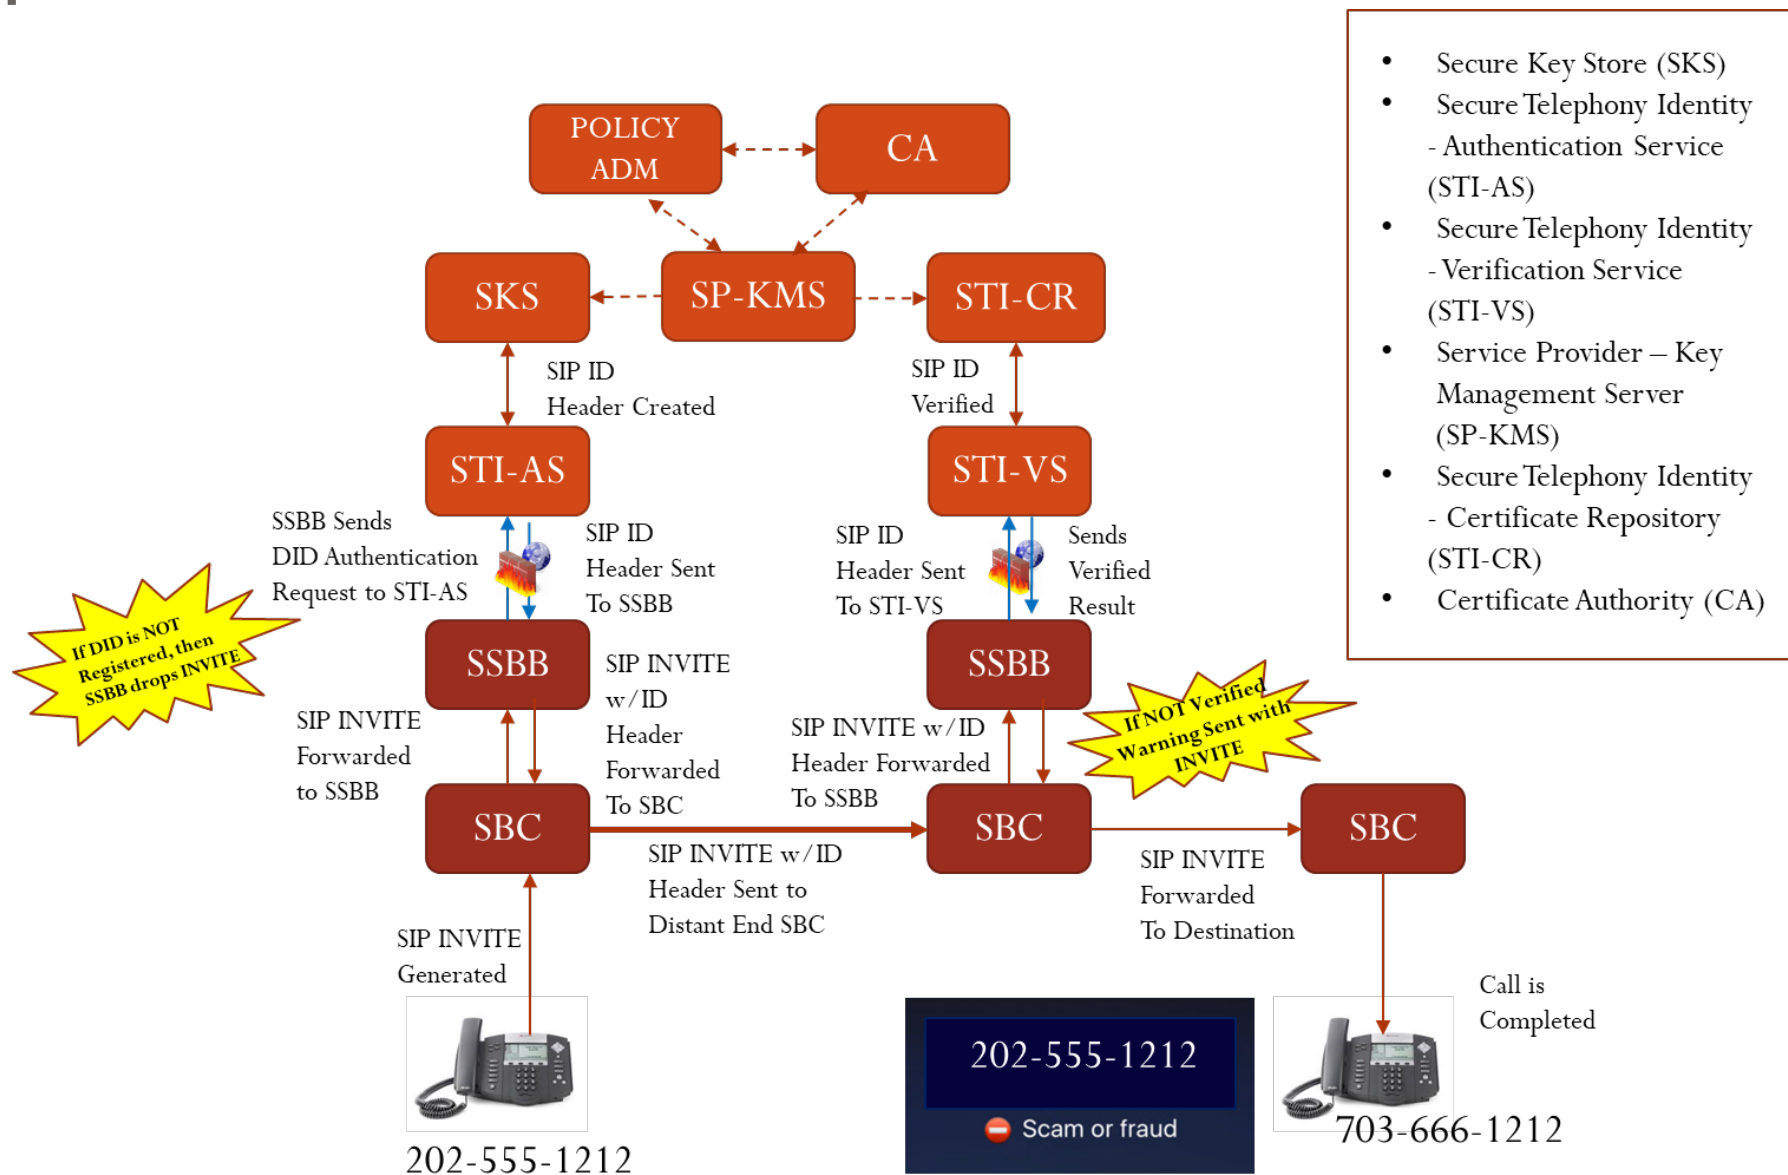 POLICY
ADM
CA
SKS
SP-KMS
STI-CR
SIP ID
Header Created
SIP ID
Verified
STI-AS
STI-VS
SSBB Sends
DID Authentication
Request to STI-AS
SIP ID
Header Sent
To SSBB
SIP ID
Header Sent
To STI-VS
Sends
Verified
Result
If DID is NOT
Registered, then
SSBB drops INVITE
SSBB
SSBB
SIP INVITE
w/ID
Header
Forwarded
To SBC
SIP INVITE
Forwarded
to SSBB
SIP INVITE w/ID
Header Forwarded
To SSBB
If NOT Verified
Warning Sent with
INVITE
SBC
SBC
SBC
SIP INVITE w/ID
Header Sent to
Distant End SBC
SIP INVITE
Forwarded
To Destination
SIP INVITE
Generated
Call is
Completed
202-555-1212
202-555-1212
Scam or fraud
703-666-1212
• Secure Key Store (SKS)
• Secure Telephony Identity
- Authentication Service
(STI-AS)
• Secure Telephony Identity
- Verification Service
(STI-VS)
• Service Provider – Key
Management Server
(SP-KMS)
• Secure Telephony Identity
- Certificate Repository
(STI-CR)
• Certificate Authority (CA)